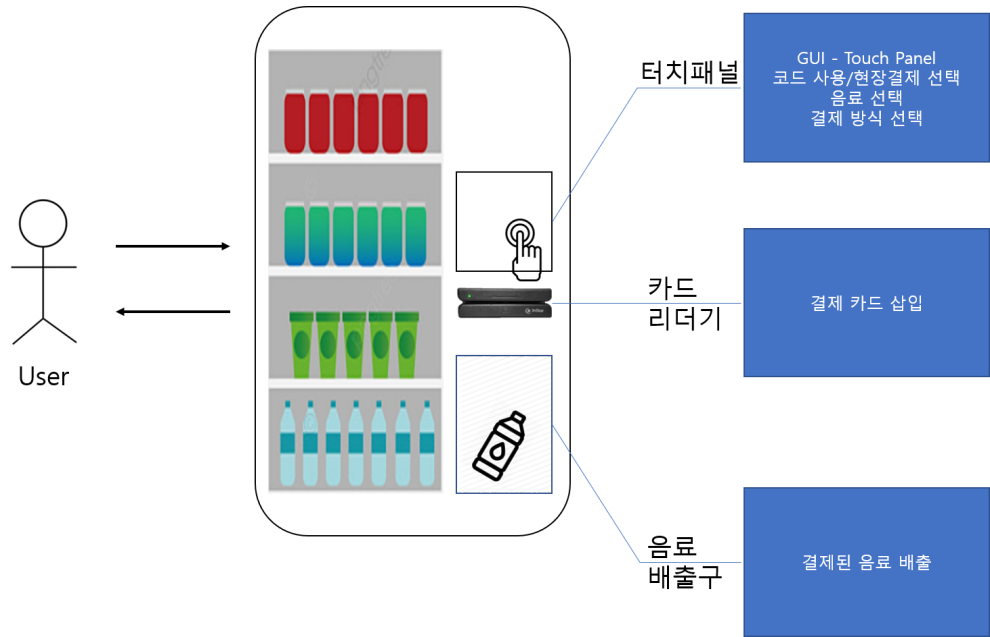 터치패널
GUI - Touch Panel
코드 사용/현장결제 선택
음료 선택
결제 방식 선택
카드
리더기
결제 카드 삽입
User
음료
배출구
결제된 음료 배출